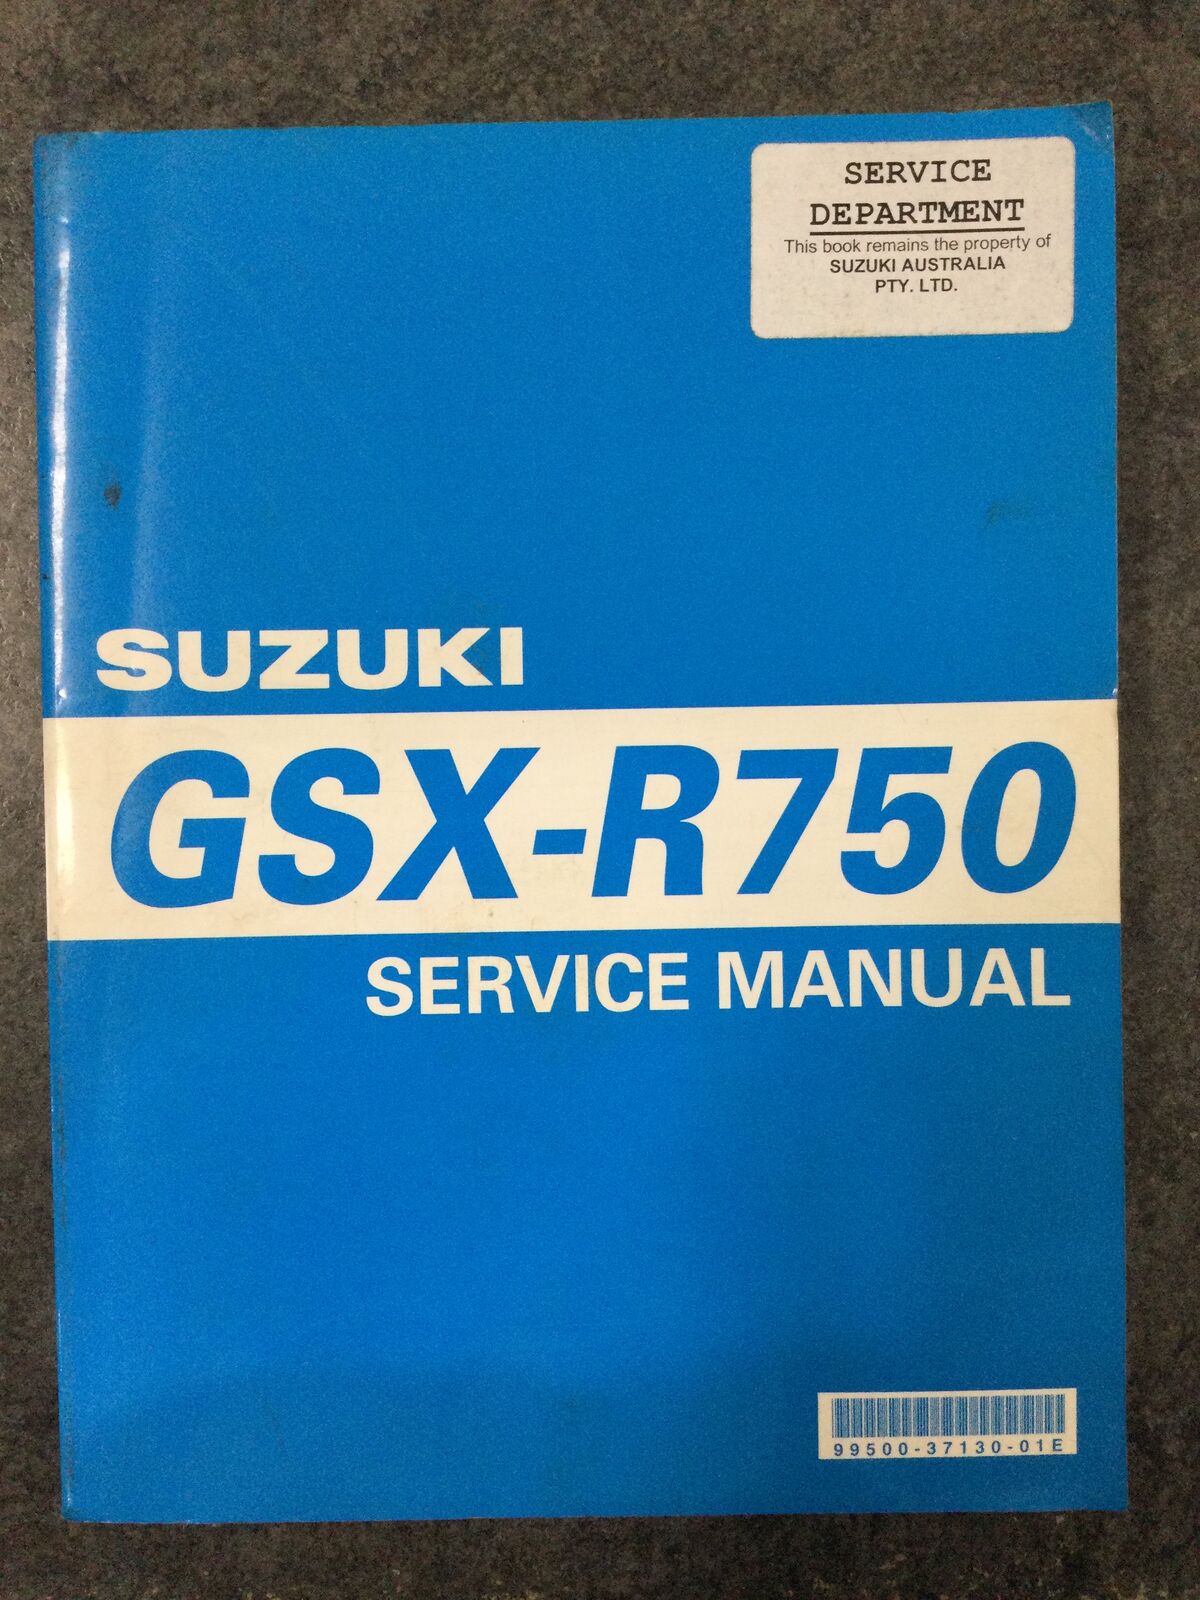 SERVICE
DEPARTMENT
This book remains the property of
SUZUKI AUSTRALIA
PTY. LTD.
SUZUKI
GSX-R750
SERVICE MANUAL
99500-37130-01E